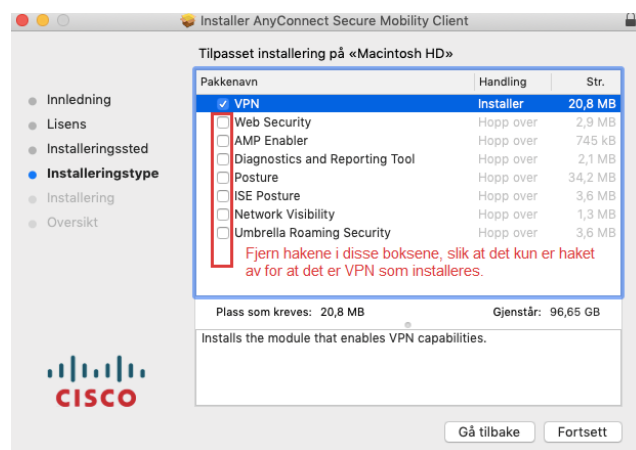 Installer AnyConnect Secure Mobility Client
Tilpasset installering på «Macintosh HD»
Pakkenavn Handling Str.
VPN Installer 20,8 MB
Web Security Hopp over 2,9 MB
AMP Enabler Hopp over 745 kB
Diagnostics and Reporting Tool Hopp over 2,1 MB
Posture Hopp over 34,2 MB
ISE Posture Hopp over 3,6 MB
Network Visibility Hopp over 1,3 MB
Umbrella Roaming Security Hopp over 3,6 MB
Fjern hakene i disse boksene, slik at det kun er haket
av for at det er VPN som installeres.
Innledning
Lisens
Installeringssted
Installeringstype
Installering
Oversikt
Plass som kreves: 20,8 MB Gjenstår: 96,65 GB
Installs the module that enables VPN capabilities.
CISCO
Gå tilbake Fortsett